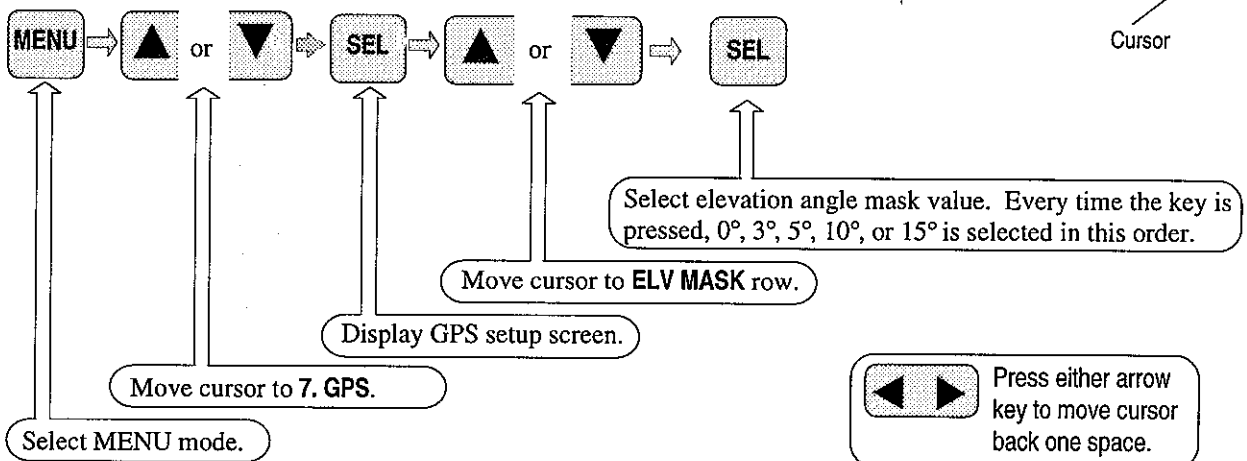 Cursor
MENU or SEL or SEL
Select elevation angle mask value. Every time the key is
pressed, 0°, 3°, 5°, 10°, or 15° is selected in this order.
Move cursor to ELV MASK row.
Display GPS setup screen.
Move cursor to 7. GPS.
Select MENU mode.
Press either arrow
key to move cursor
back one space.